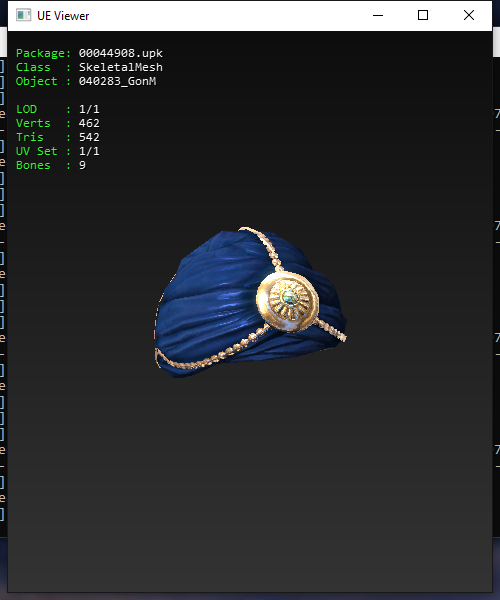 UE Viewer
Package: 00044908.upk
Class : SkeletalMesh
Object : 040283_GonM
LOD : 1/1
Verts : 462
Tris : 542
UV Set : 1/1
Bones : 9